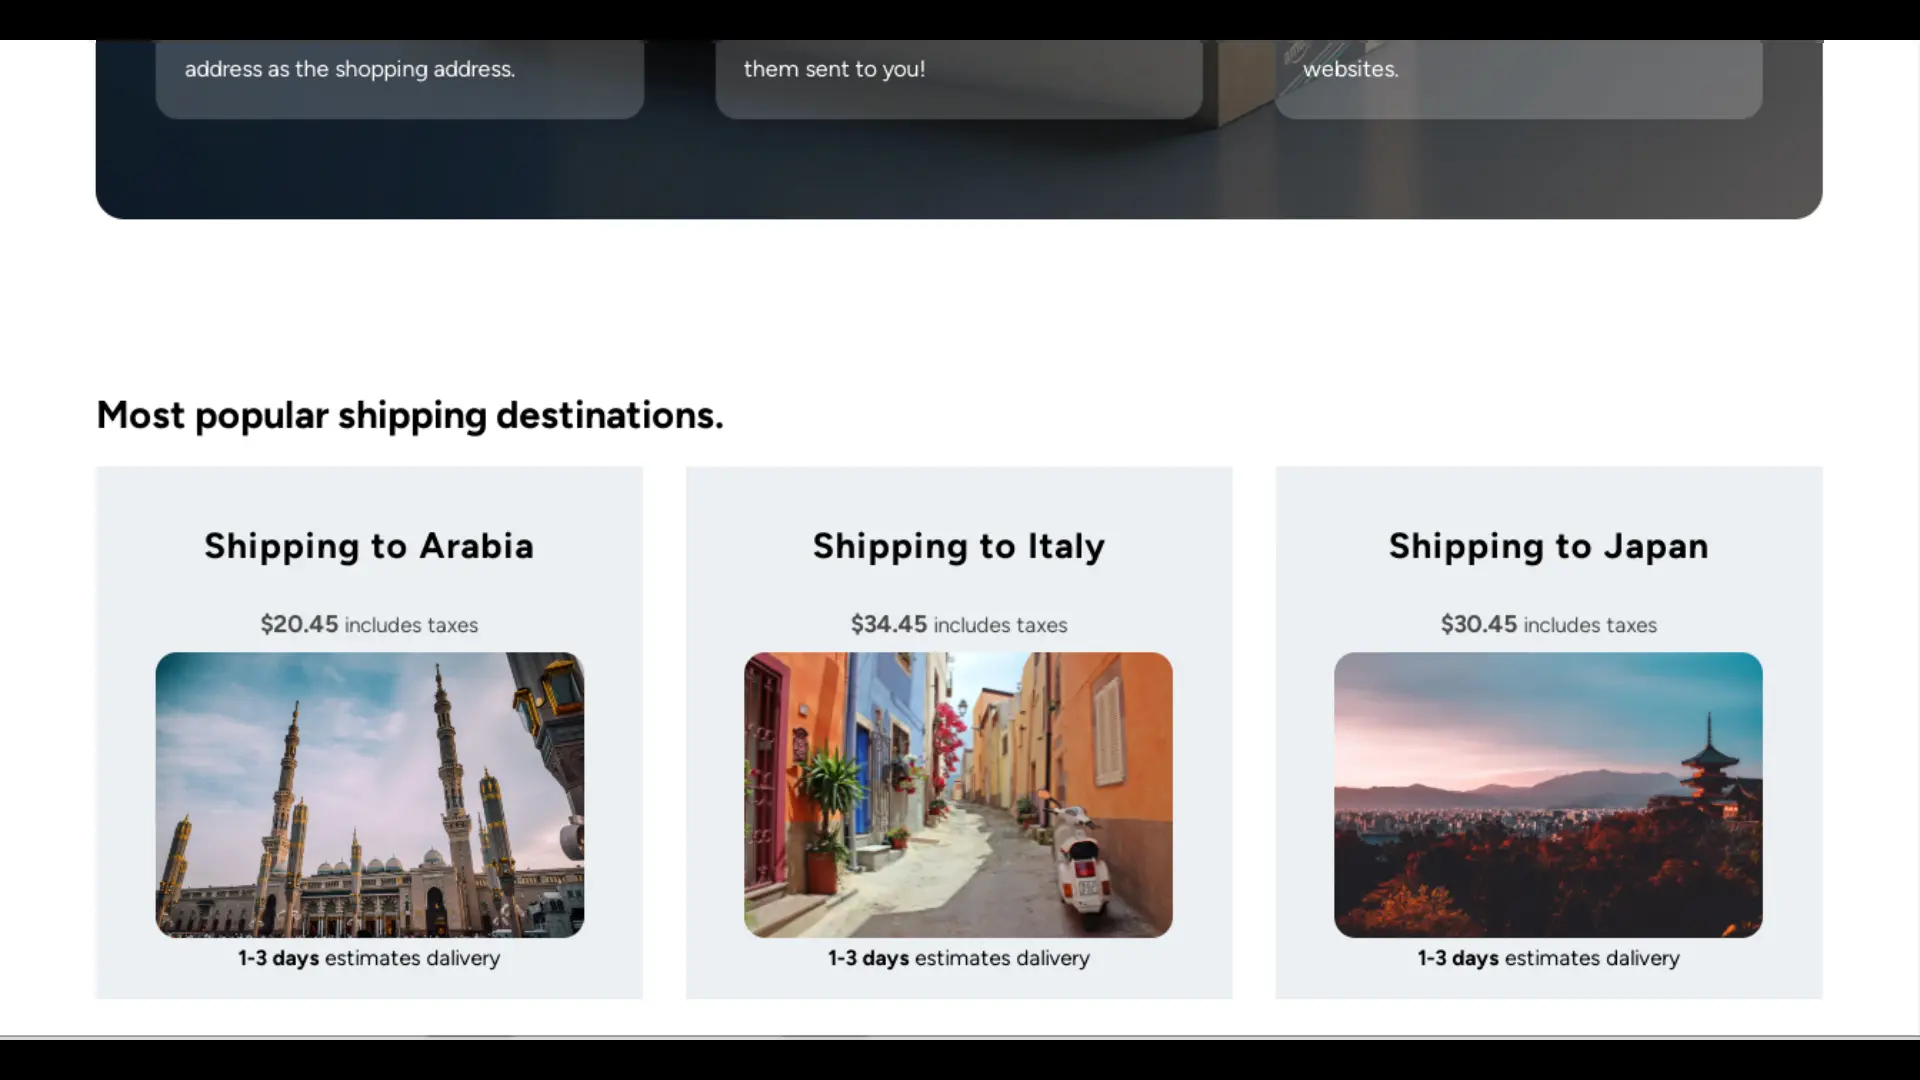 address as the shopping address.
them sent to you!
websites.
Most popular shipping destinations.
Shipping to Arabia
$20.45 includes taxes
1-3 days estimates dalivery
Shipping to Italy
$34.45 includes taxes
1-3 days estimates dalivery
Shipping to Japan
$30.45 includes taxes
1-3 days estimates dalivery